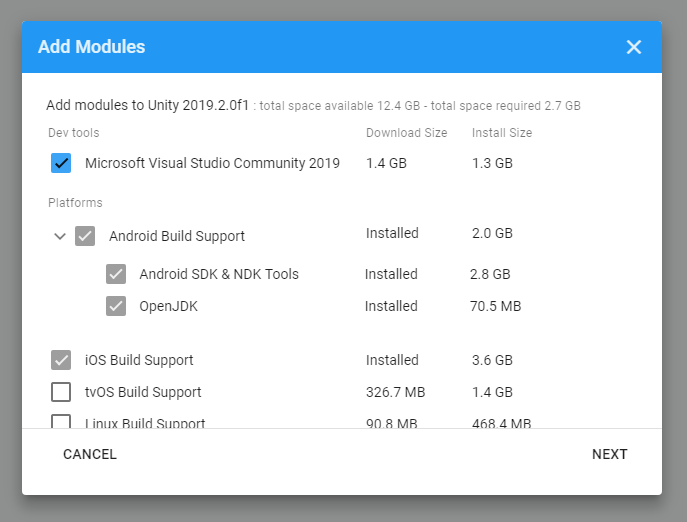 Add Modules
Add modules to Unity 2019.2.0f1 : total space available 12.4 GB - total space required 2.7 GB
Dev tools Download Size Install Size
Microsoft Visual Studio Community 2019 1.4 GB 1.3 GB
Platforms
Android Build Support Installed 2.0 GB
Android SDK & NDK Tools Installed 2.8 GB
OpenJDK Installed 70.5 MB
iOS Build Support Installed 3.6 GB
tvOS Build Support 326.7 MB 1.4 GB
Linux Build Support 90.8 MB 468.4 MB
CANCEL NEXT